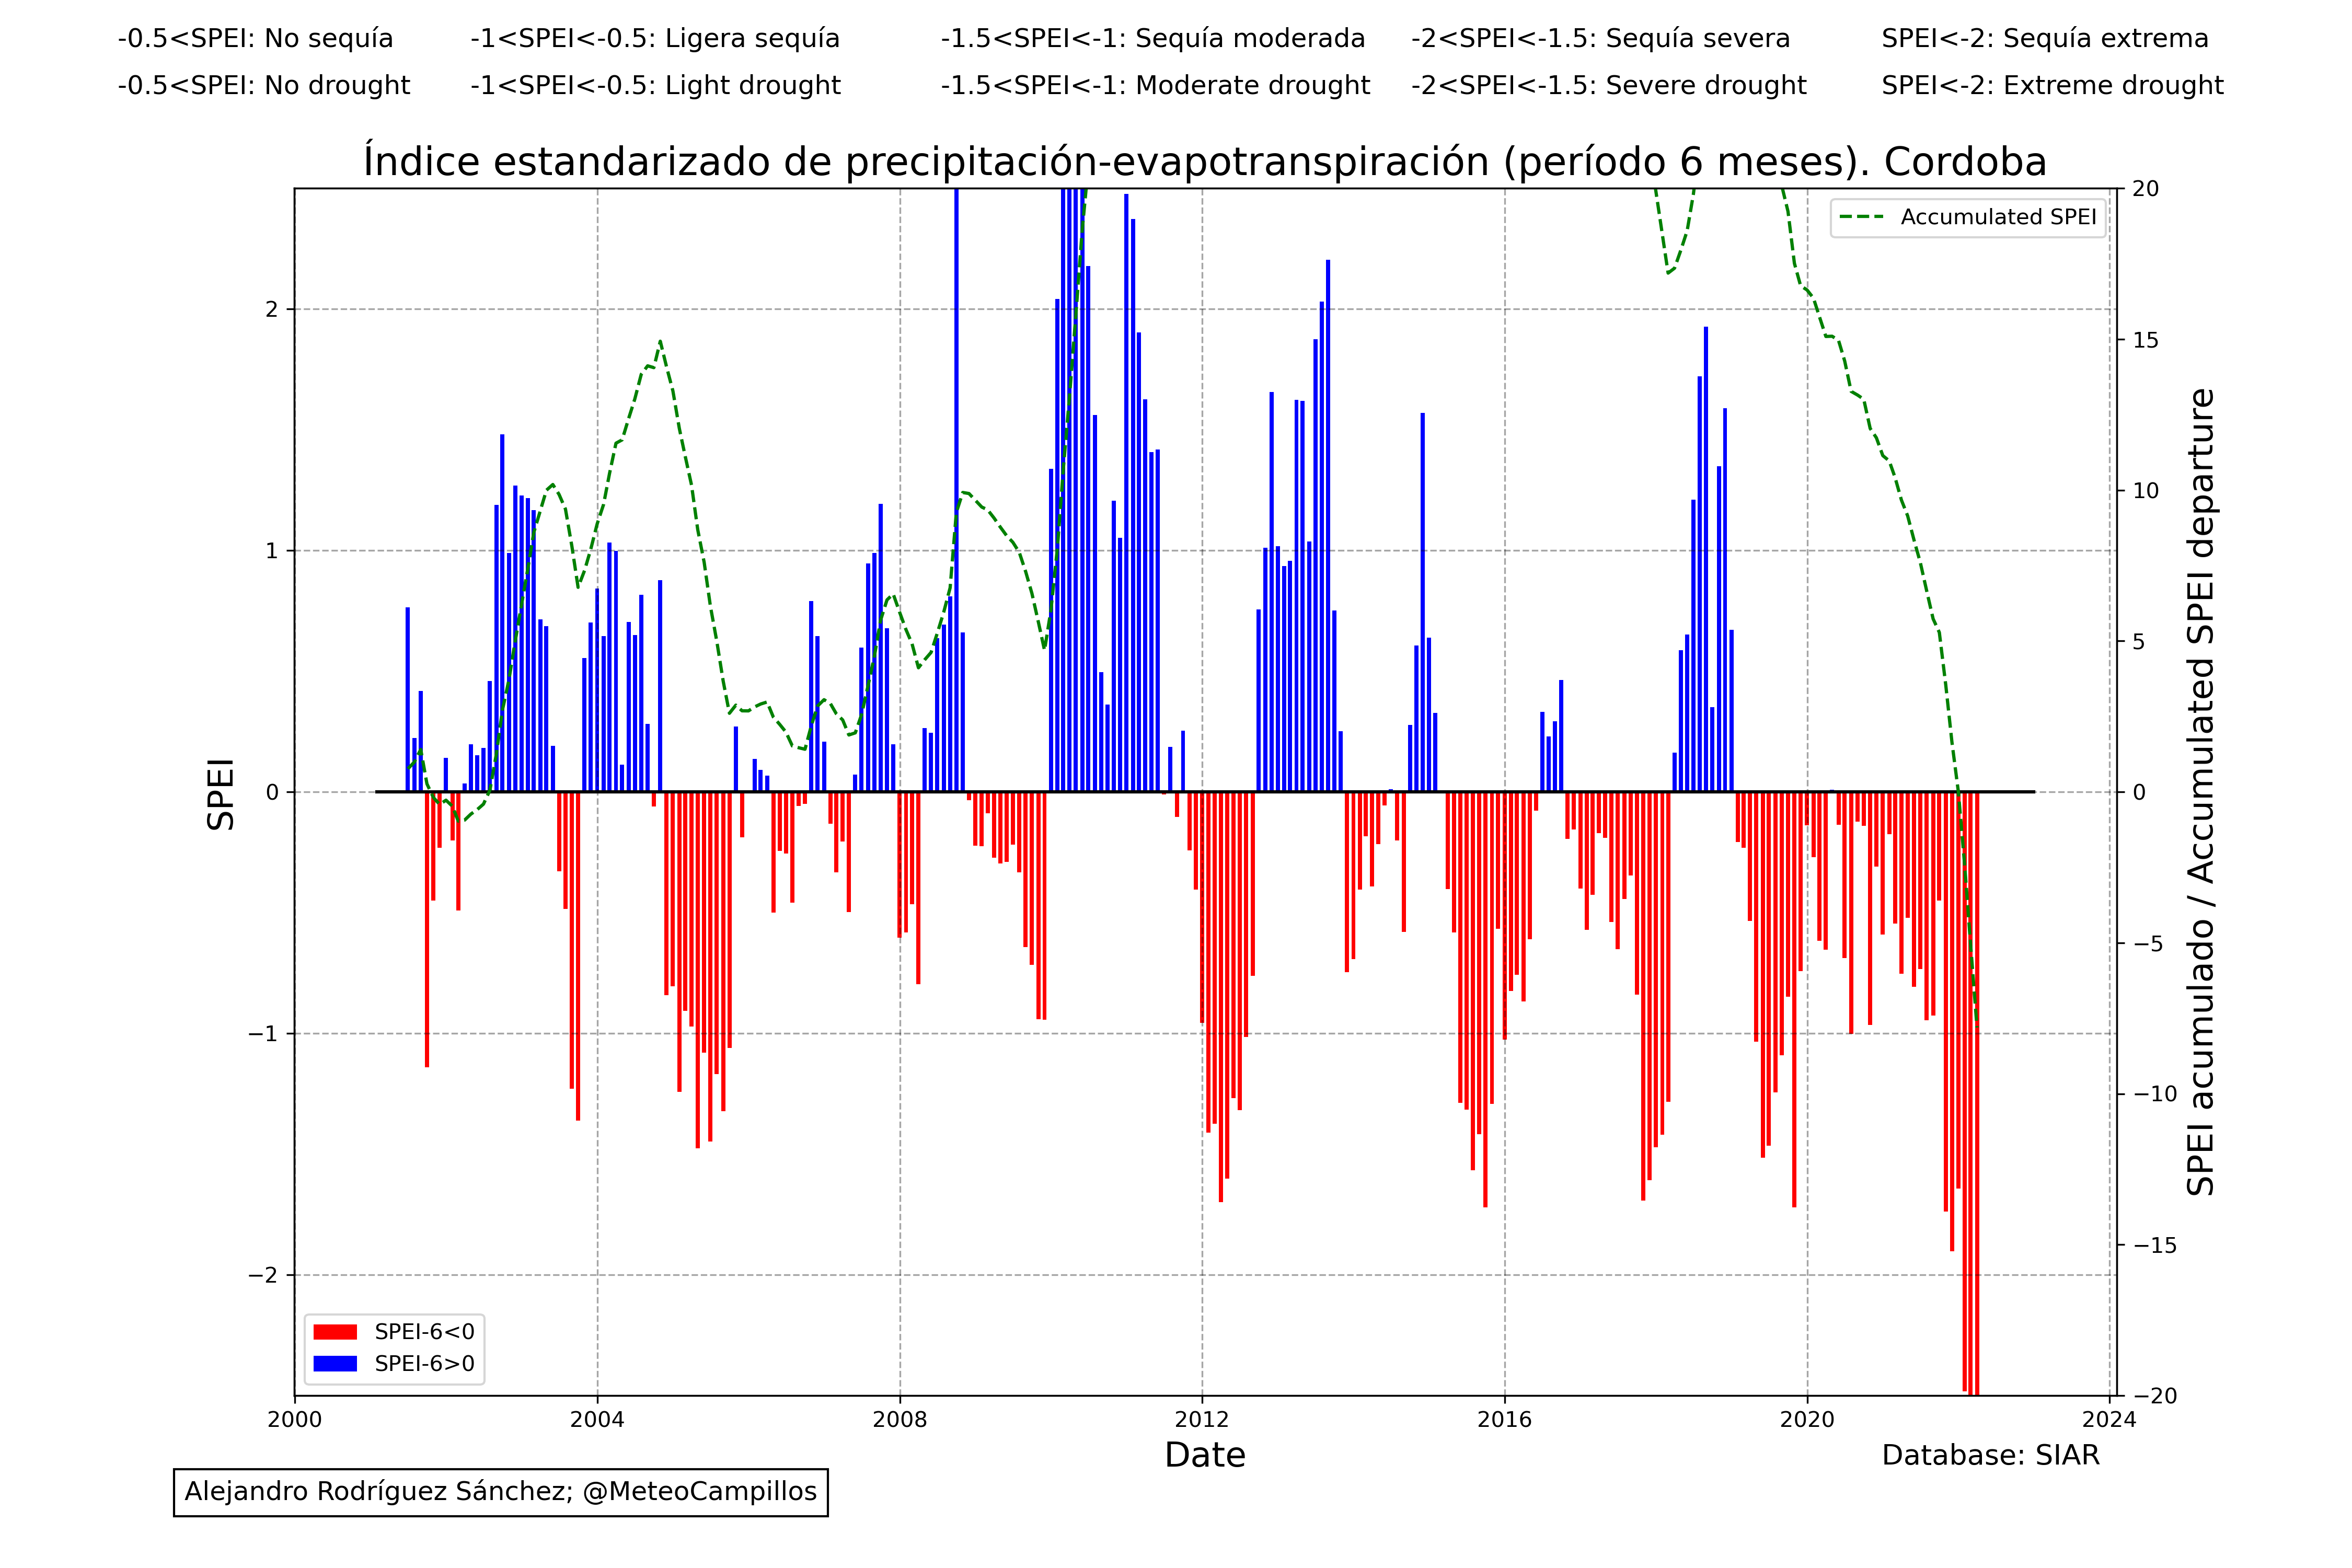 -0.5<SPEI: No sequía -1<SPEI<-0.5: Ligera sequía -1.5<SPEI<-1: Sequía moderada -2<SPEI<-1.5: Sequía severa SPEI<-2: Sequía extrema
-0.5<SPEI: No drought -1<SPEI<-0.5: Light drought -1.5<SPEI<-1: Moderate drought -2<SPEI<-1.5: Severe drought SPEI<-2: Extreme drought
Índice estandarizado de precipitación-evapotranspiración (período 6 meses). Cordoba
Accumulated SPEI
SPEI
2
1
0
−1
−2
20
15
10
5
0
−5
−10
−15
−20
SPEI acumulado / Accumulated SPEI departure
SPEI-6<0
SPEI-6>0
2000 2004 2008 2012 2016 2020 2024
Date
Database: SIAR
Alejandro Rodríguez Sánchez; @MeteoCampillos